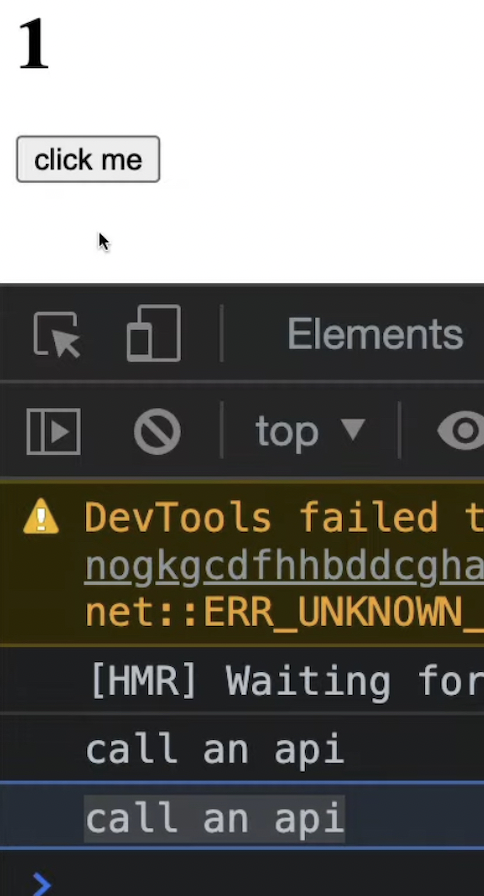 1
click me
Elements
top
DevTools failed t
nogkgcdfhhbddcgha
net::ERR_UNKNOWN_
[HMR] Waiting for
call an api
call an api